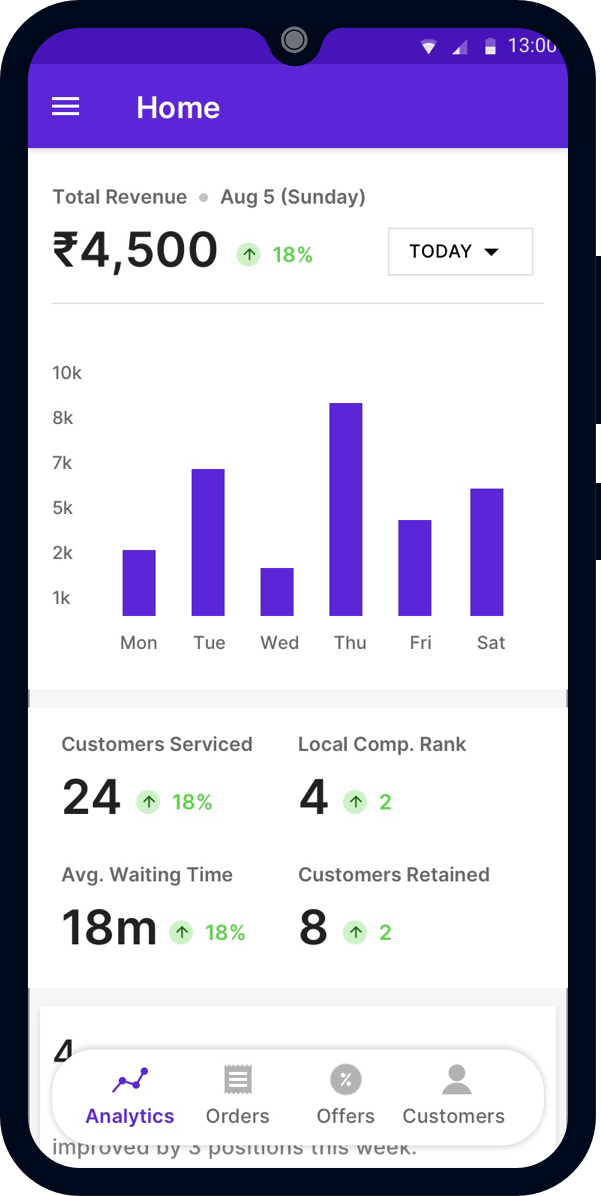 13:00
Home
Total Revenue • Aug 5 (Sunday)
₹4,500 18%
TODAY
10k
8k
7k
5k
2k
1k
Mon Tue Wed Thu Fri Sat
Customers Serviced
24 18%
Local Comp. Rank
4 2
Avg. Waiting Time
18m 18%
Customers Retained
8 2
4
Analytics Orders Offers Customers
improved by 3 positions this week.